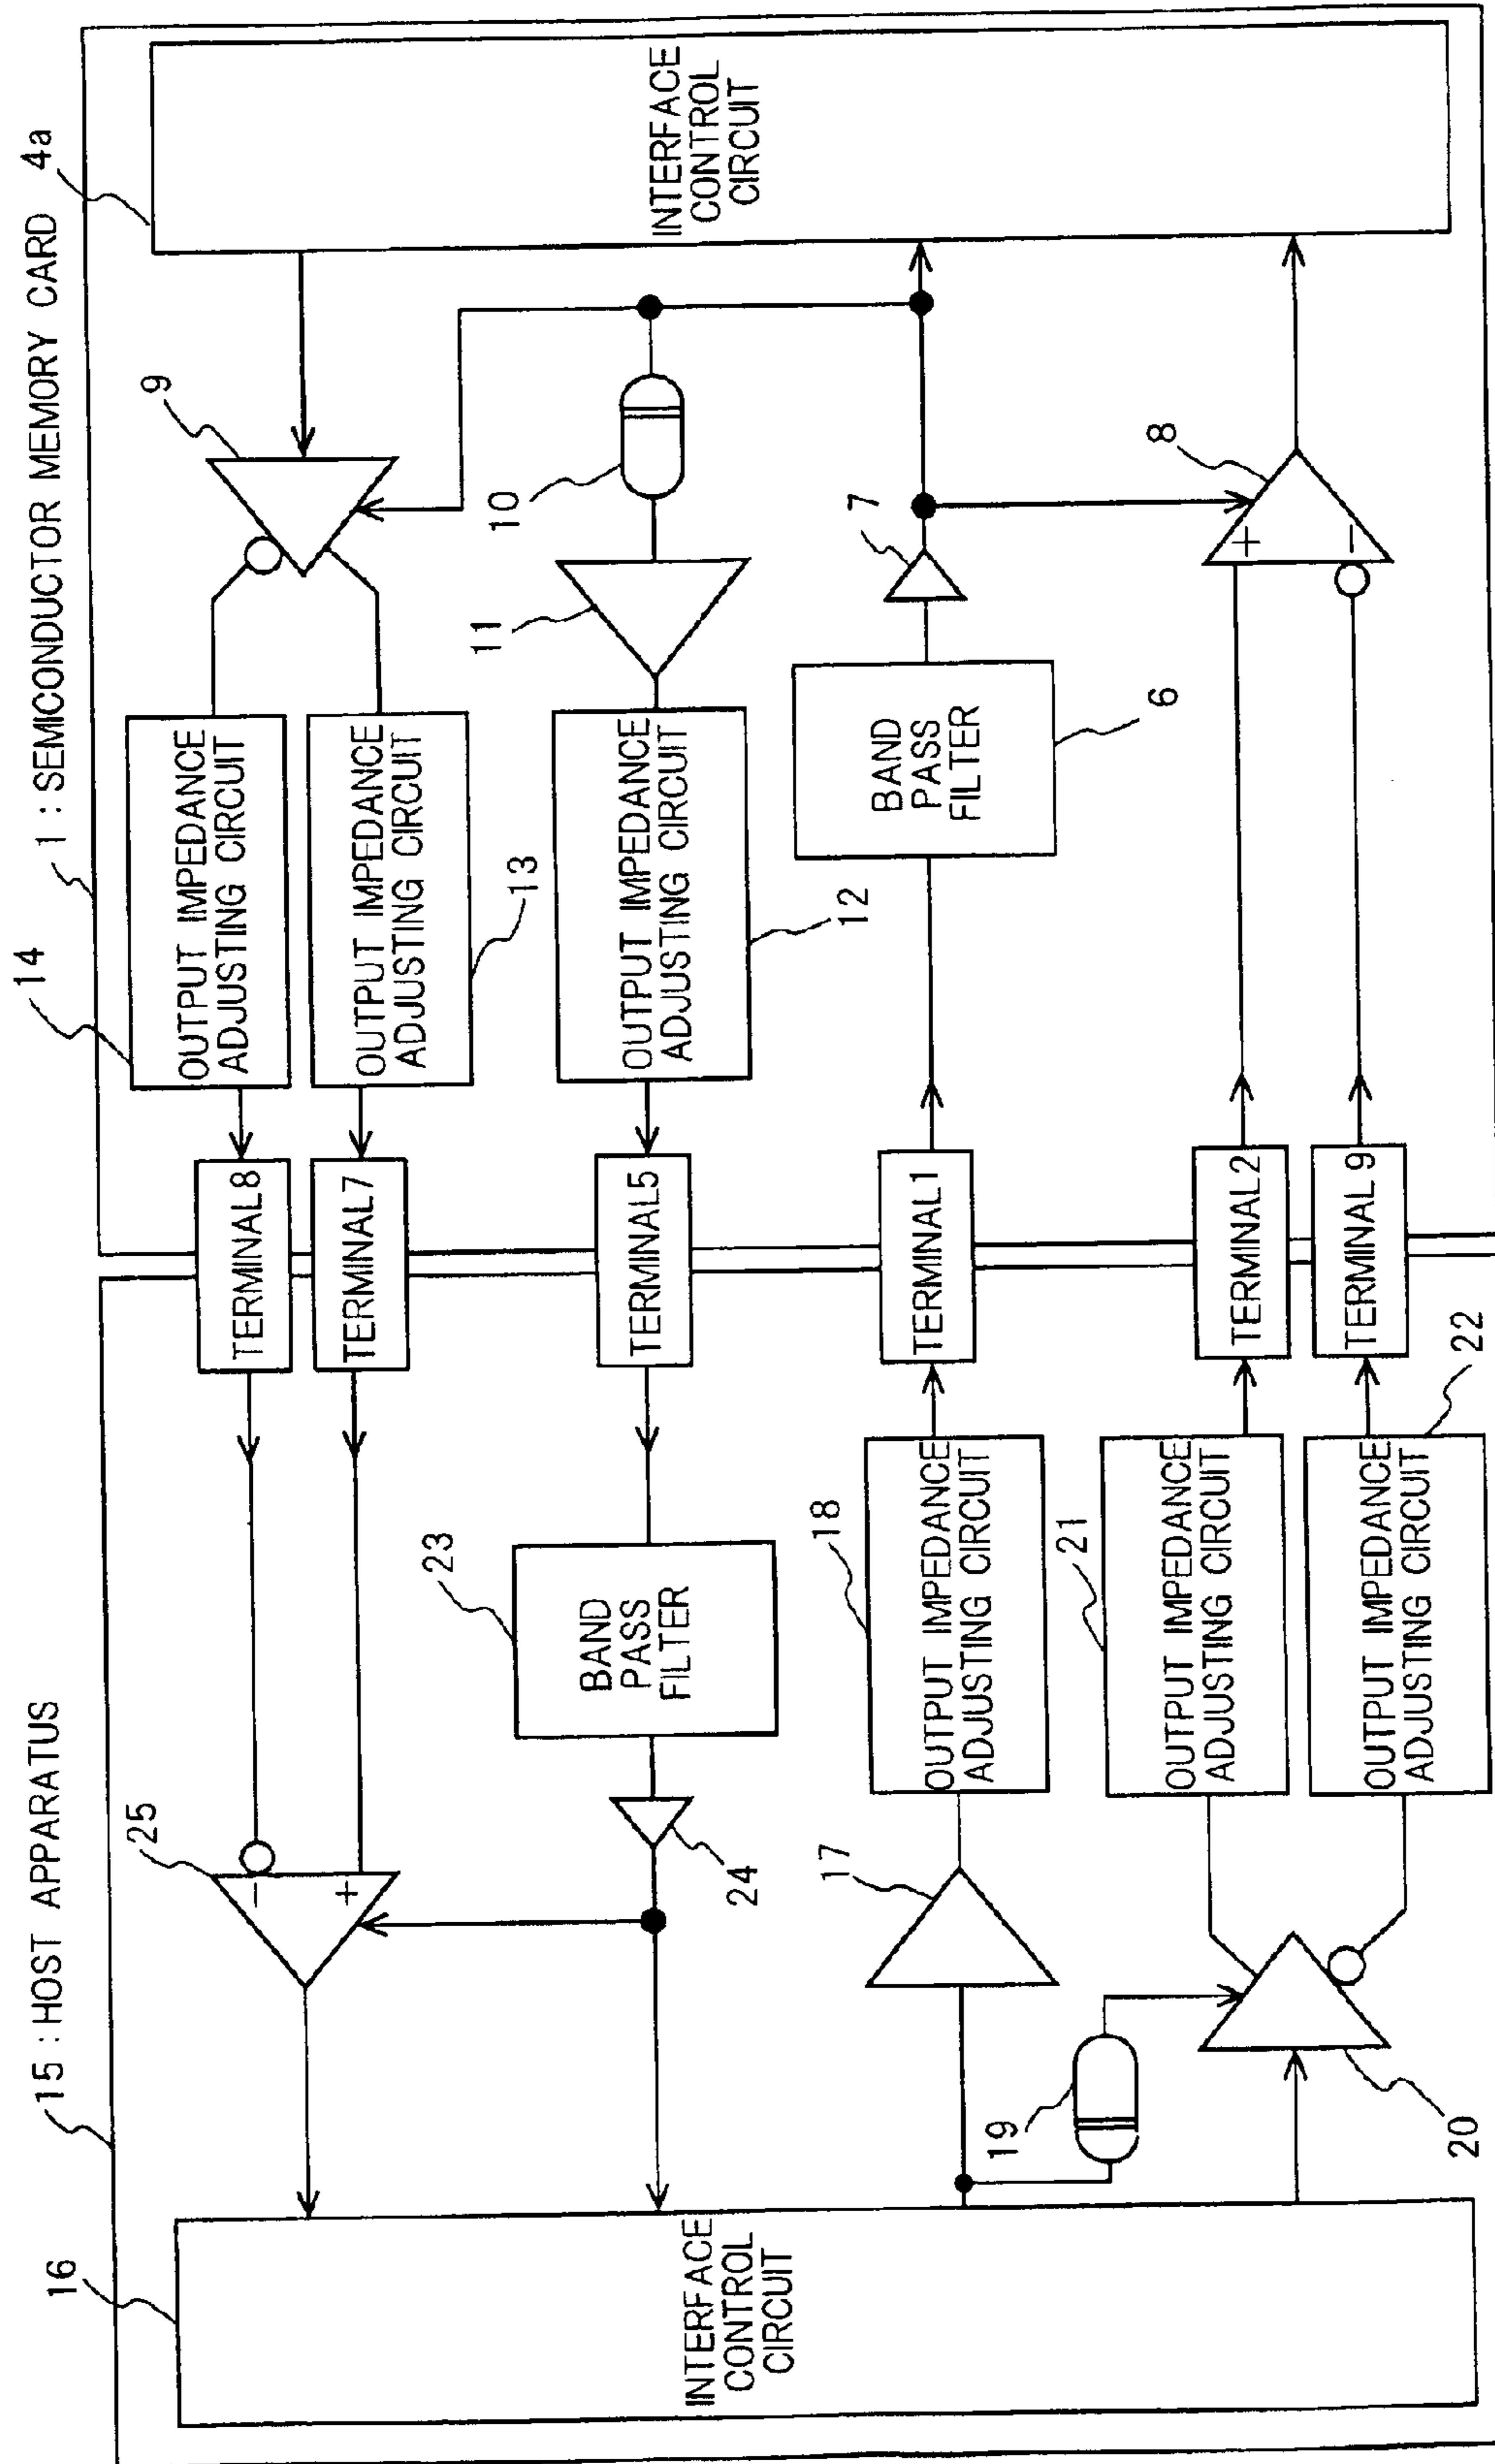 15 : HOST APPARATUS
1 : SEMICONDUCTOR MEMORY CARD
16
INTERFACE
CONTROL
CIRCUIT
25
−
+
23
BAND
PASS
FILTER
24
17
18
OUTPUT IMPEDANCE
ADJUSTING CIRCUIT
19
20
21
OUTPUT IMPEDANCE
ADJUSTING CIRCUIT
22
OUTPUT IMPEDANCE
ADJUSTING CIRCUIT
TERMINAL8
TERMINAL7
TERMINAL5
TERMINAL1
TERMINAL2
TERMINAL9
14
OUTPUT IMPEDANCE
ADJUSTING CIRCUIT
13
OUTPUT IMPEDANCE
ADJUSTING CIRCUIT
12
OUTPUT IMPEDANCE
ADJUSTING CIRCUIT
11
10
9
BAND
PASS
FILTER
6
7
8
+
−
4a
INTERFACE
CONTROL
CIRCUIT